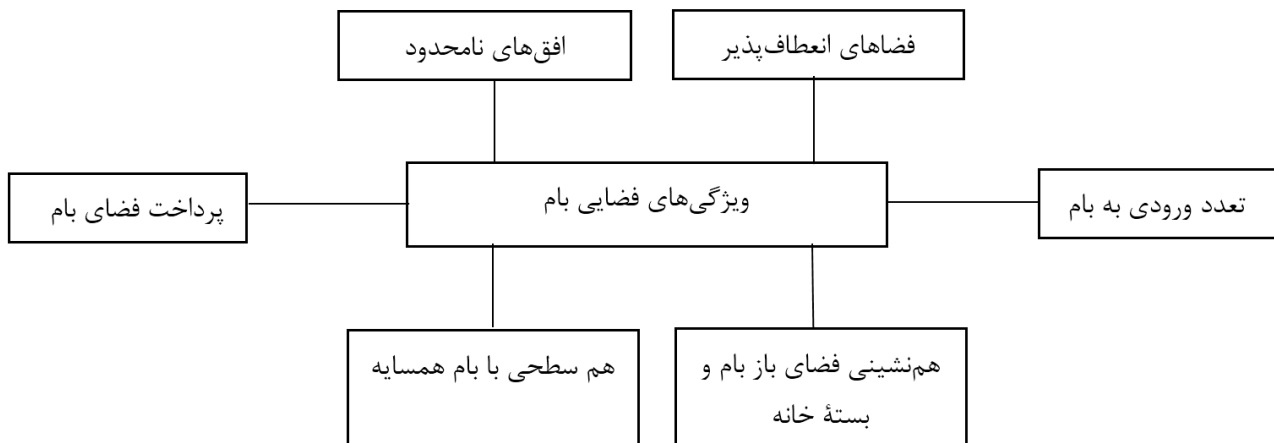 فضاهای انعطاف‌پذیر
افق‌های نامحدود
تعدد ورودی به بام
ویژگی‌های فضایی بام
پرداخت فضای بام
هم‌نشینی فضای باز بام و
بستهٔ خانه
هم سطحی با بام همسایه